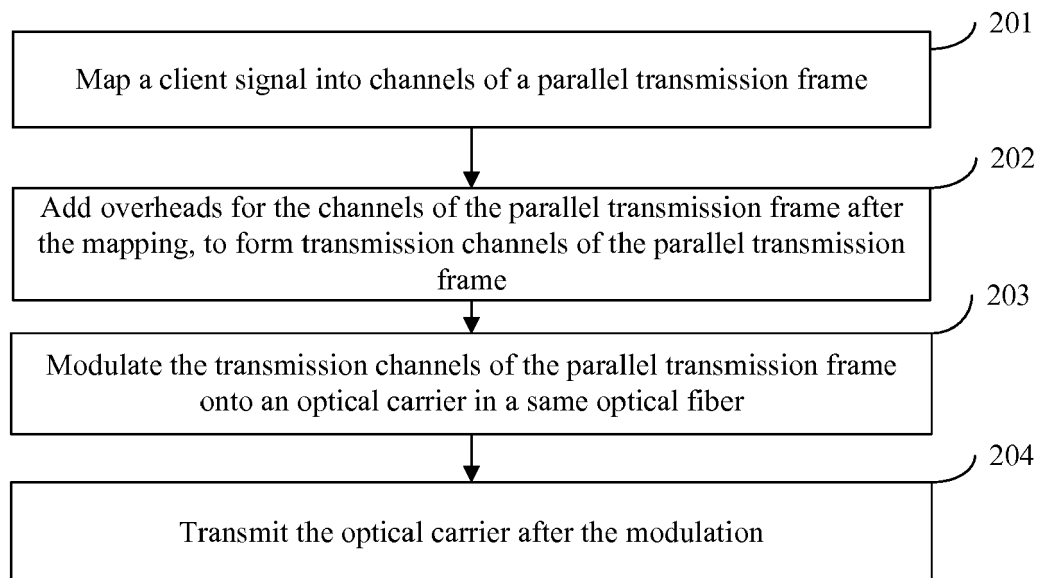 201
Map a client signal into channels of a parallel transmission frame
202
Add overheads for the channels of the parallel transmission frame after
the mapping, to form transmission channels of the parallel transmission
frame
203
Modulate the transmission channels of the parallel transmission frame
onto an optical carrier in a same optical fiber
204
Transmit the optical carrier after the modulation